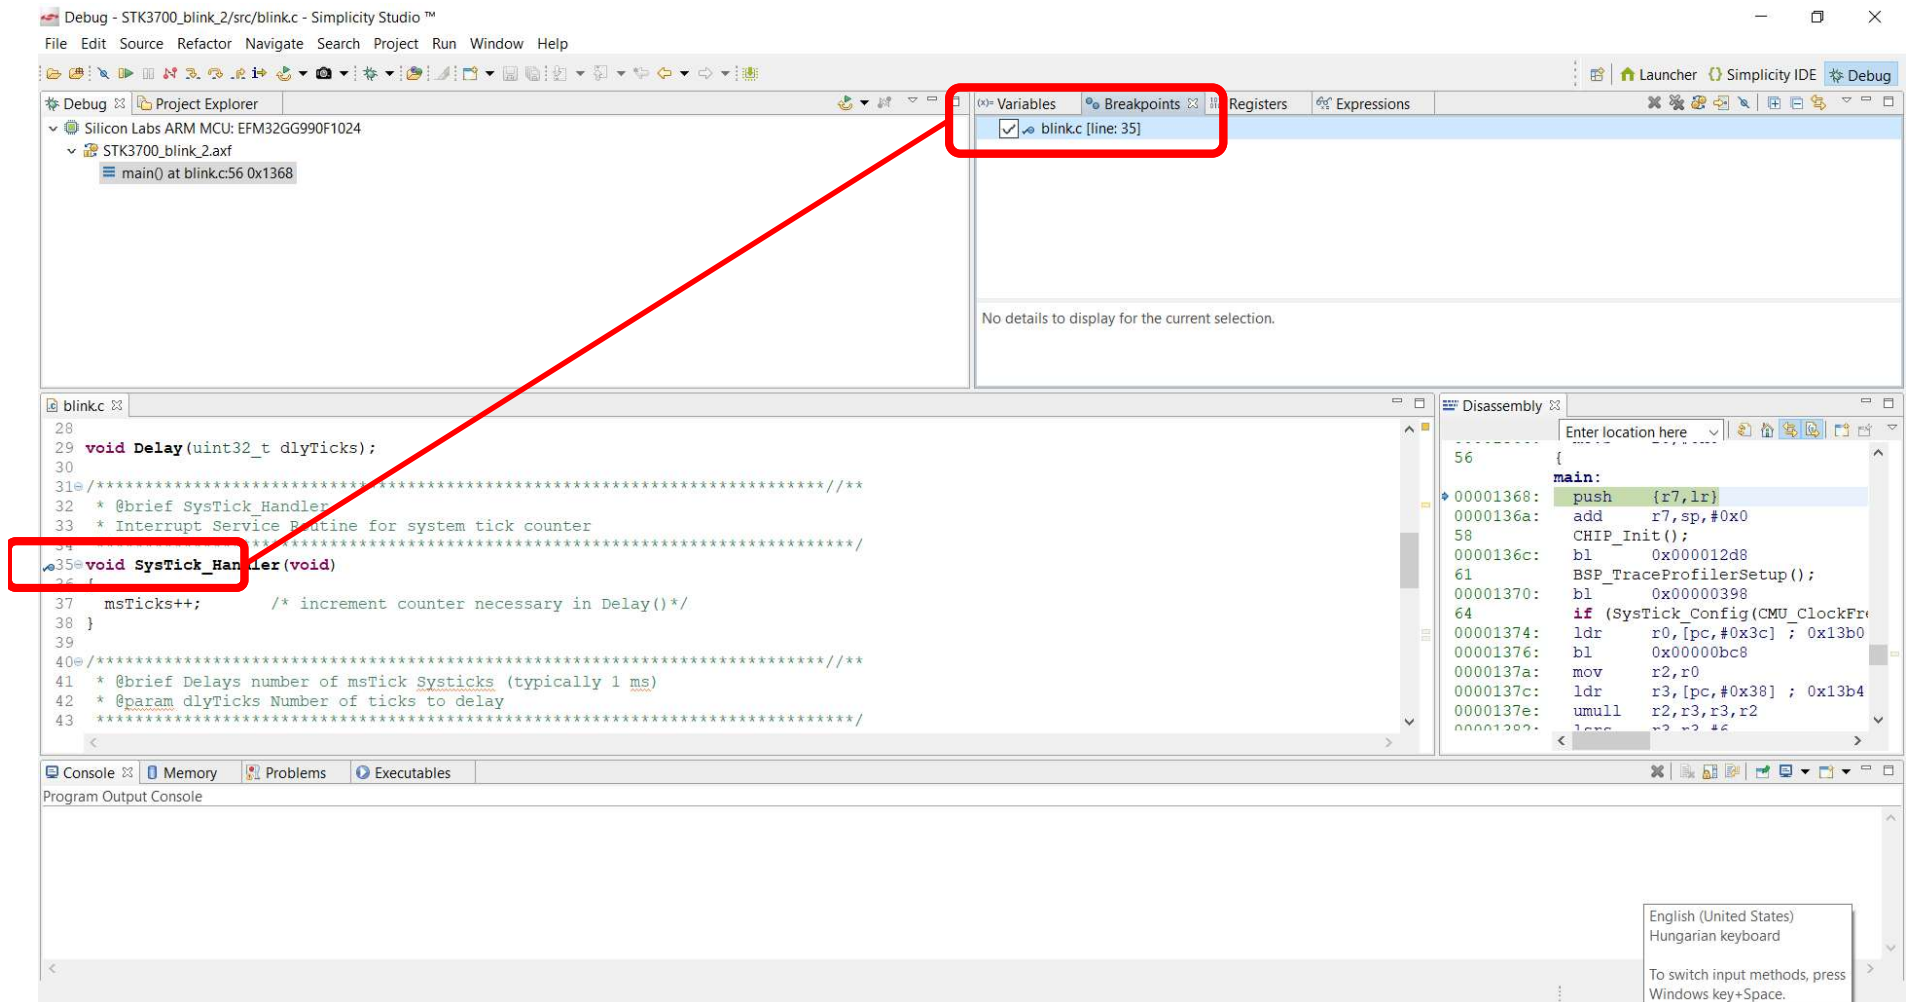 Debug - STK3700_blink_2/src/blink.c - Simplicity Studio ™
File Edit Source Refactor Navigate Search Project Run Window Help
Launcher {} Simplicity IDE Debug
Debug Project Explorer
Silicon Labs ARM MCU: EFM32GG990F1024
STK3700_blink_2.axf
main() at blink.c:56 0x1368
(x)= Variables Breakpoints Registers Expressions
blink.c [line: 35]
No details to display for the current selection.
blink.c
28
29 void Delay(uint32_t dlyTicks);
30
31 /***************************************************************************//**
32 * @brief SysTick_Handler
33 * Interrupt Service Routine for system tick counter
34 ******************************************************************************/
35 void SysTick_Handler(void)
36 {
37 msTicks++; /* increment counter necessary in Delay()*/
38 }
39
40 /***************************************************************************//**
41 * @brief Delays number of msTick Systicks (typically 1 ms)
42 * @param dlyTicks Number of ticks to delay
43 ******************************************************************************/
Disassembly
Enter location here
56 {
main:
00001368: push {r7,lr}
0000136a: add r7,sp,#0x0
58 CHIP_Init();
0000136c: bl 0x000012d8
61 BSP_TraceProfilerSetup();
00001370: bl 0x00000398
64 if (SysTick_Config(CMU_ClockFre
00001374: ldr r0,[pc,#0x3c] ; 0x13b0
00001376: bl 0x00000bc8
0000137a: mov r2,r0
0000137c: ldr r3,[pc,#0x38] ; 0x13b4
0000137e: umull r2,r3,r3,r2
00001382: lsrs r3,r3,#6
Console Memory Problems Executables
Program Output Console
English (United States)
Hungarian keyboard
To switch input methods, press
Windows key+Space.